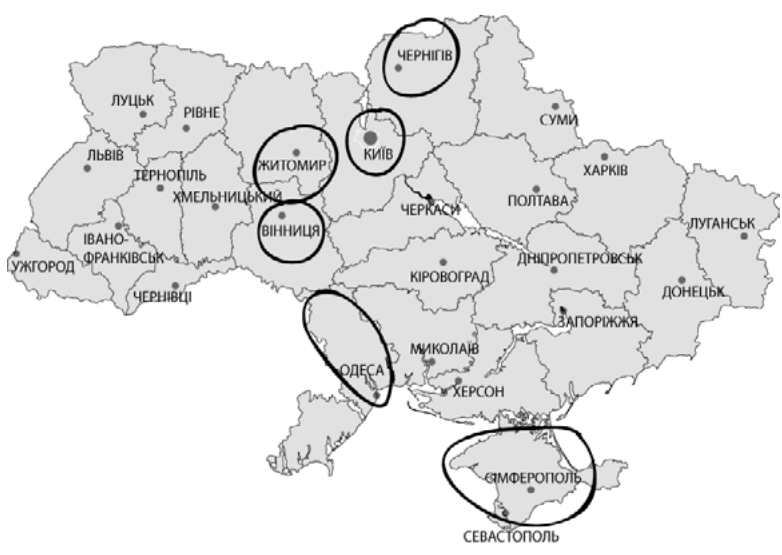 ЧЕРНІГІВ
ЛУЦЬК
РІВНЕ
СУМИ
КИЇВ
ЖИТОМИР
ЛЬВІВ
ТЕРНОПІЛЬ
ХАРКІВ
ХМЕЛЬНИЦЬКИЙ
ПОЛТАВА
ЧЕРКАСИ
ЛУГАНСЬК
ВІННИЦЯ
ІВАНО-
ФРАНКІВСЬК
УЖГОРОД
ДНІПРОПЕТРОВСЬК
КІРОВОГРАД
ДОНЕЦЬК
ЧЕРНІВЦІ
ЗАПОРІЖЖЯ
МИКОЛАЇВ
ОДЕСА
ХЕРСОН
СІМФЕРОПОЛЬ
СЕВАСТОПОЛЬ